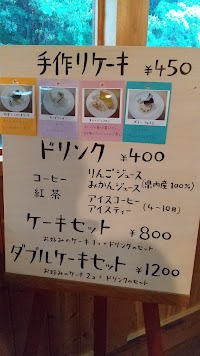 手作りケーキ ¥450
ドリンク ¥400
コーヒー りんごジュース
紅茶 みかんジュース (県内産100%)
アイスコーヒー
アイスティー (4~10月)
ケーキセット ¥800
お好みのケーキ1コ+ドリンクのセット
ダブルケーキセット ¥1200
お好みのケーキ2コ+ドリンクのセット